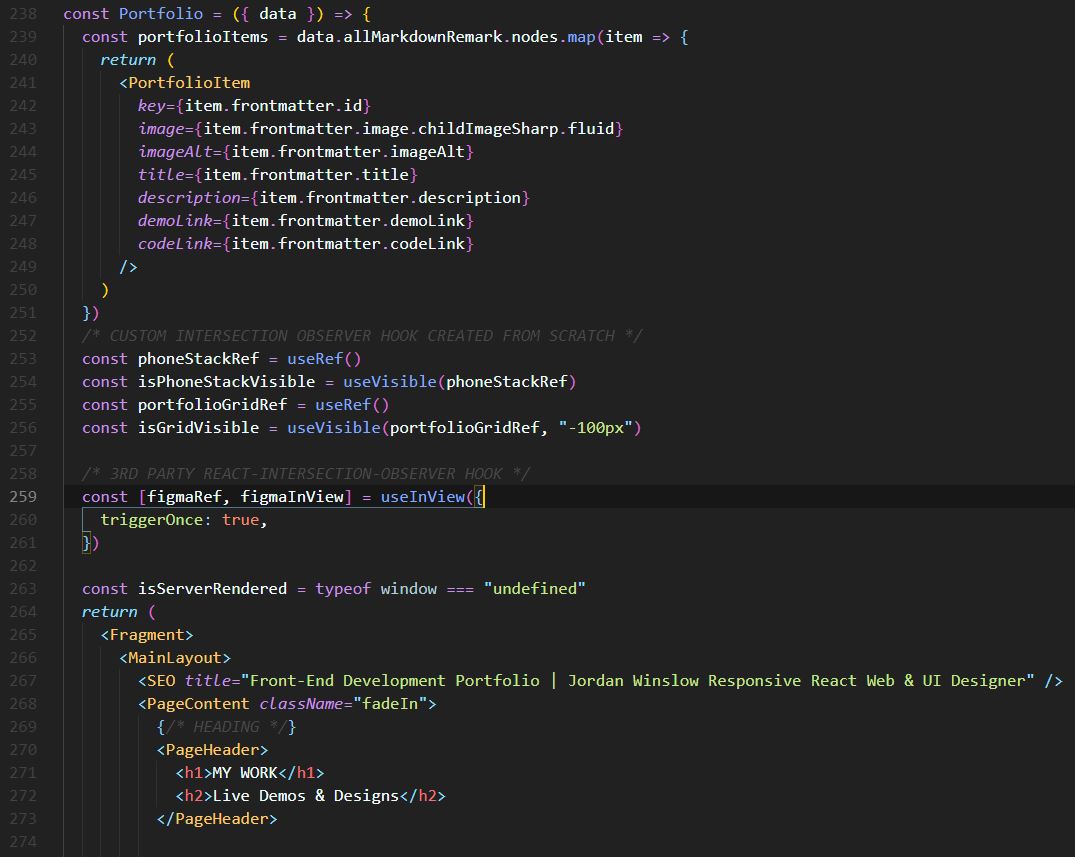 238 const Portfolio = ({ data }) => {
239   const portfolioItems = data.allMarkdownRemark.nodes.map(item => {
240     return (
241       <PortfolioItem
242         key={item.frontmatter.id}
243         image={item.frontmatter.image.childImageSharp.fluid}
244         imageAlt={item.frontmatter.imageAlt}
245         title={item.frontmatter.title}
246         description={item.frontmatter.description}
247         demoLink={item.frontmatter.demoLink}
248         codeLink={item.frontmatter.codeLink}
249       />
250     )
251   })
252   /* CUSTOM INTERSECTION OBSERVER HOOK CREATED FROM SCRATCH */
253   const phoneStackRef = useRef()
254   const isPhoneStackVisible = useVisible(phoneStackRef)
255   const portfolioGridRef = useRef()
256   const isGridVisible = useVisible(portfolioGridRef, "-100px")
257
258   /* 3RD PARTY REACT-INTERSECTION-OBSERVER HOOK */
259   const [figmaRef, figmaInView] = useInView({
260     triggerOnce: true,
261   })
262
263   const isServerRendered = typeof window === "undefined"
264   return (
265     <Fragment>
266       <MainLayout>
267         <SEO title="Front-End Development Portfolio | Jordan Winslow Responsive React Web & UI Designer" />
268         <PageContent className="fadeIn">
269           {/* HEADING */}
270           <PageHeader>
271             <h1>MY WORK</h1>
272             <h2>Live Demos & Designs</h2>
273           </PageHeader>
274